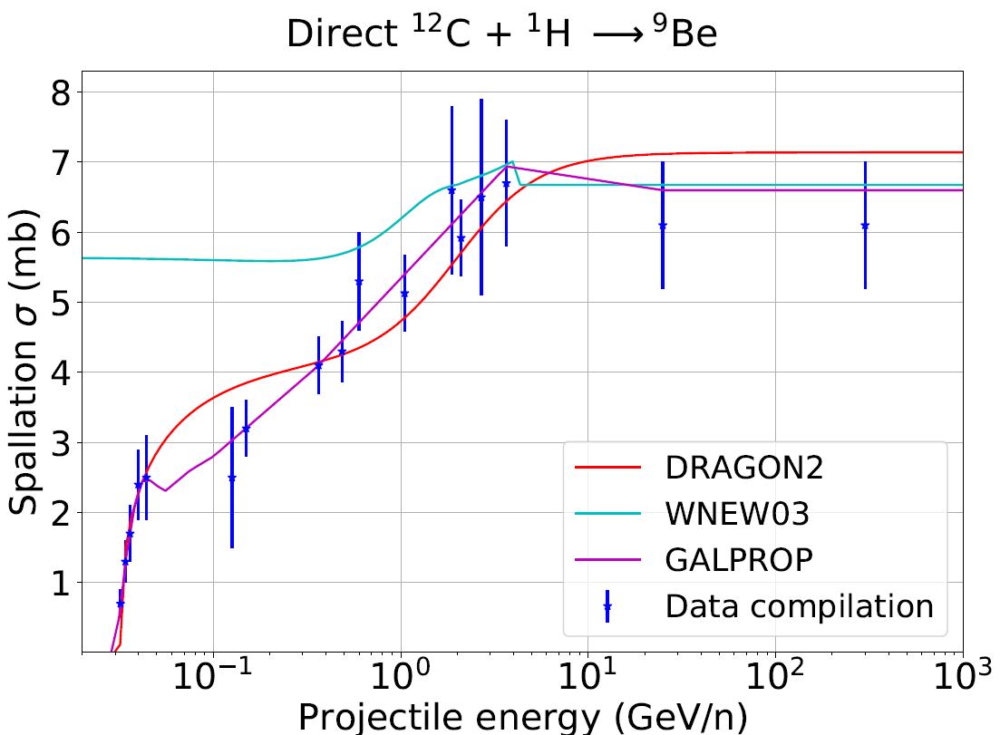 Direct ¹²C + ¹H ⟶ ⁹Be
Spallation σ (mb)
8
7
6
5
4
3
2
1
DRAGON2
WNEW03
GALPROP
Data compilation
10⁻¹ 10⁰ 10¹ 10² 10³
Projectile energy (GeV/n)